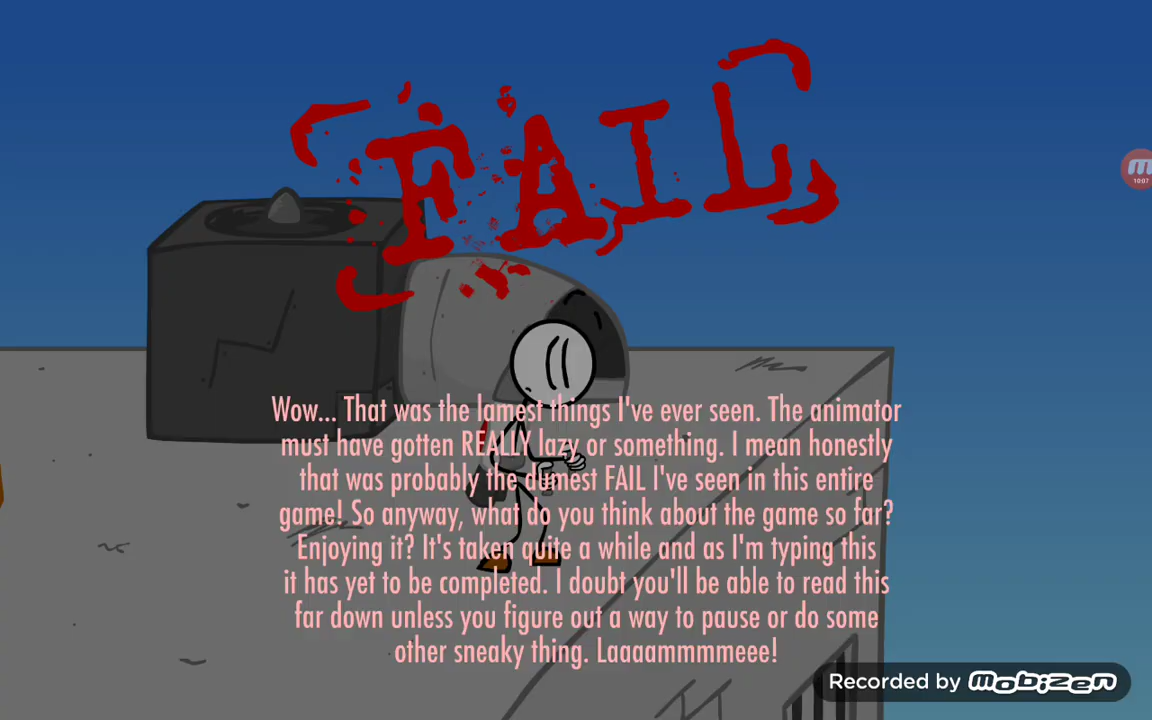 FAIL
Wow... That was the lamest things I've ever seen. The animator
must have gotten REALLY lazy or something. I mean honestly
that was probably the dumest FAIL I've seen in this entire
game! So anyway, what do you think about the game so far?
Enjoying it? It's taken quite a while and as I'm typing this
it has yet to be completed. I doubt you'll be able to read this
far down unless you figure out a way to pause or do some
other sneaky thing. Laaaammmmeee!
Recorded by mobizen
m
10:07